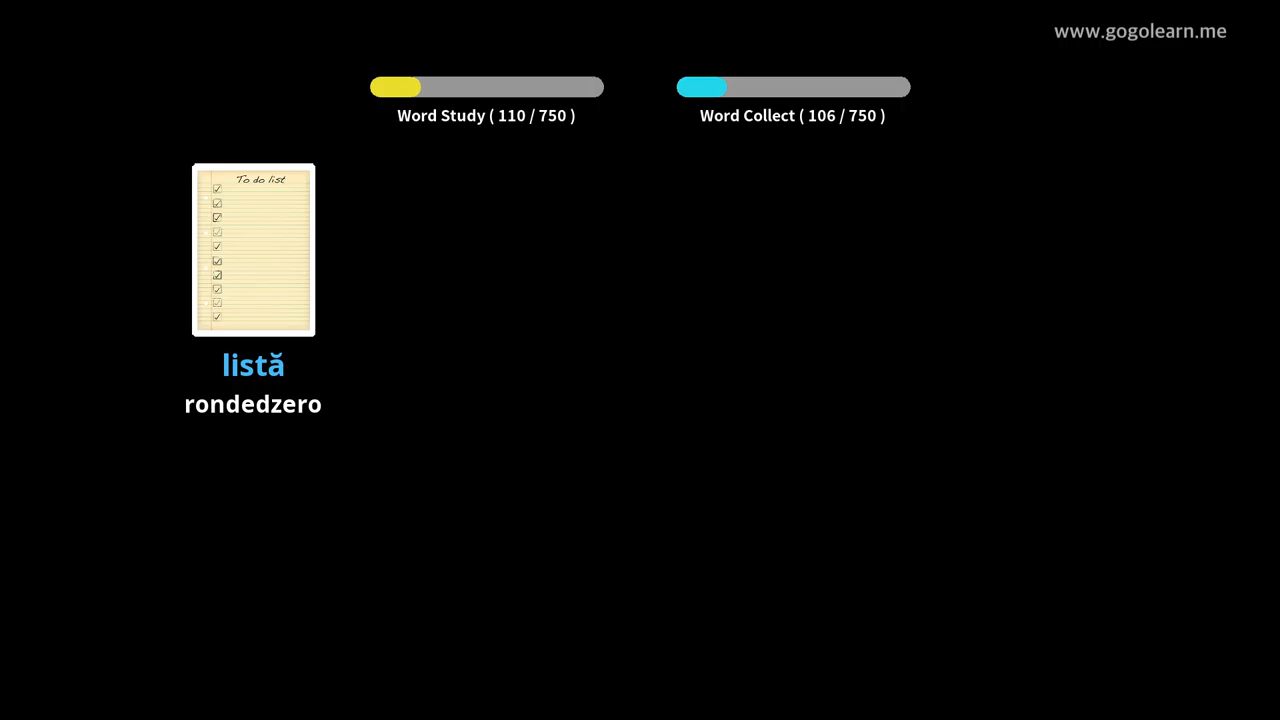 www.gogolearn.me
Word Study ( 110 / 750 )
Word Collect ( 106 / 750 )
To do list
listă
rondedzero